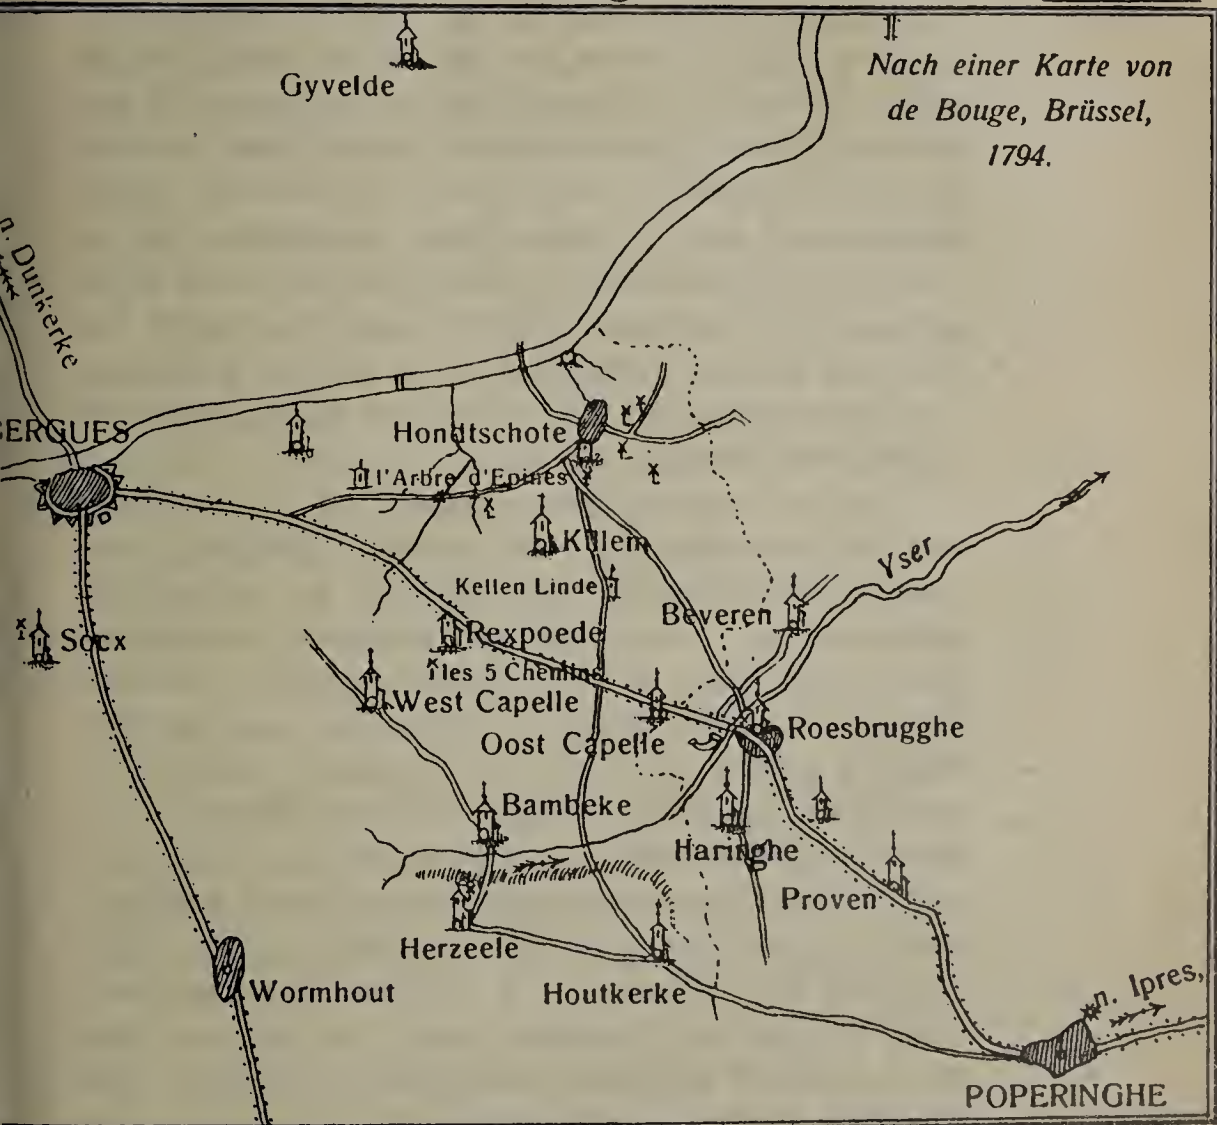 Gyvelde
Nach einer Karte von
de Bouge, Brüssel,
1794.
n. Dunkerke
BERGUES
Hondtschote
l'Arbre d'Epines
Killem
Yser
Kellen Linde
Beveren
Socx
Rexpoede
les 5 Chemins
West Capelle
Oost Capelle
Roesbrugghe
Bambeke
Haringhe
Proven
Herzeele
Wormhout
Houtkerke
n. Ipres,
POPERINGHE